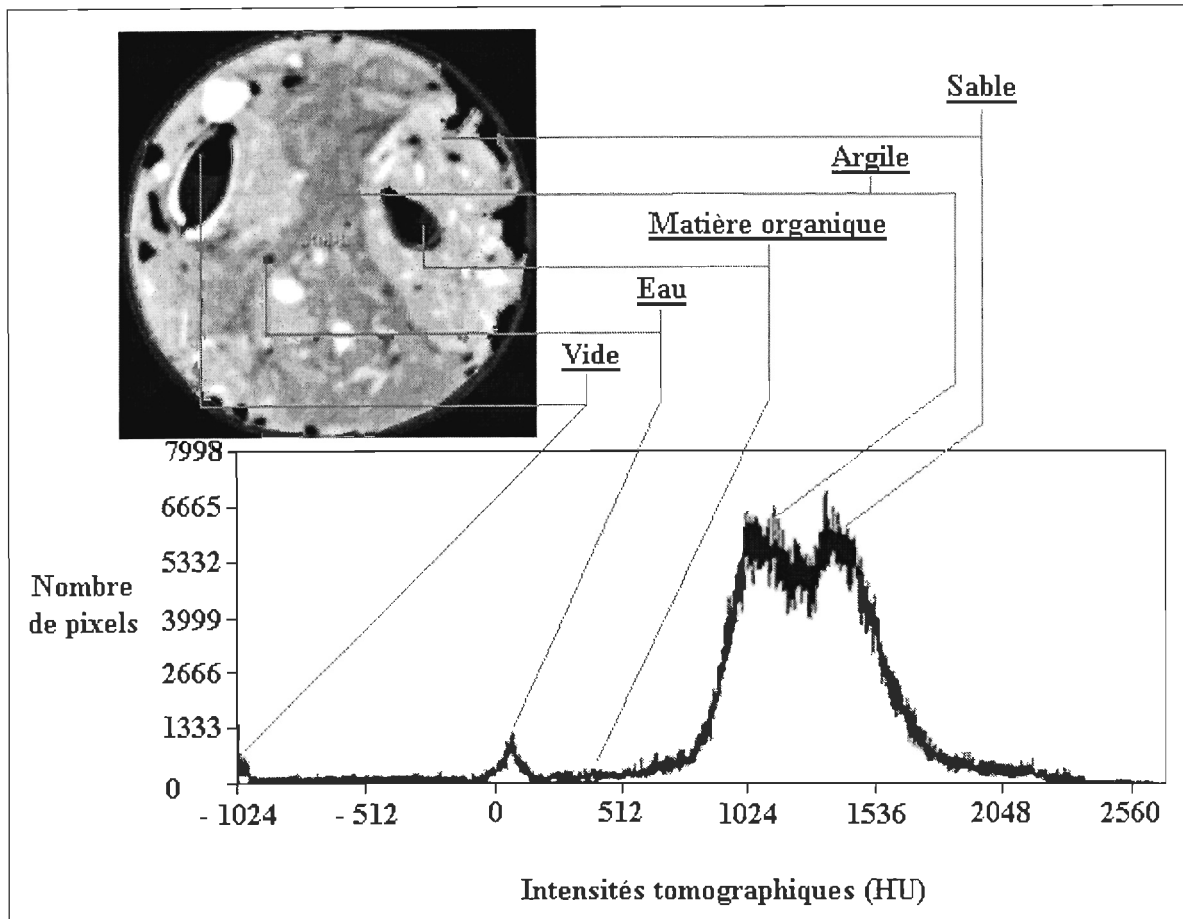 Sable
Argile
Matière organique
Eau
Vide
7998
6665
5332
3999
2666
1333
0
Nombre
de pixels
- 1024
- 512
0
512
1024
1536
2048
2560
Intensités tomographiques (HU)